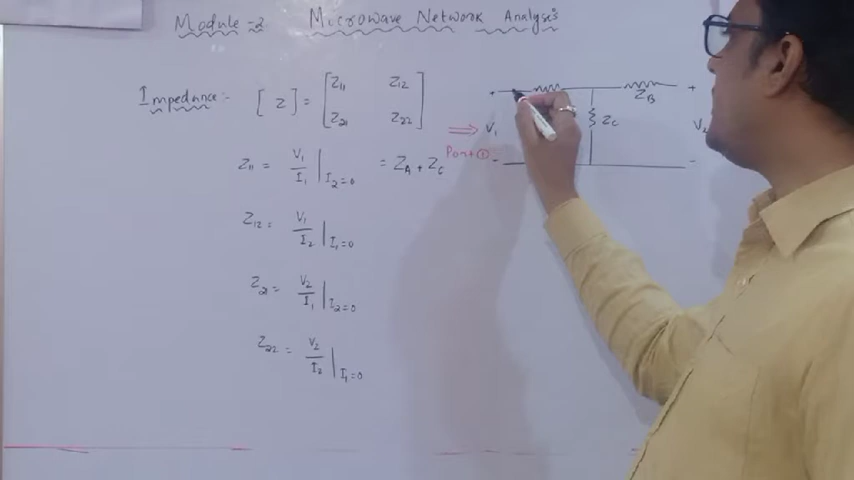 Module-2 Microwave Network Analyses
Impedance:- [Z] = [Z11 Z12
Z21 Z22]
Z11 = V1/I1 |I2=0 = ZA + ZC
Z12 = V1/I2 |I1=0
Z21 = V2/I1 |I2=0
Z22 = V2/I2 |I1=0
+ ZB +
V1 ZC V2
Port ①
- -